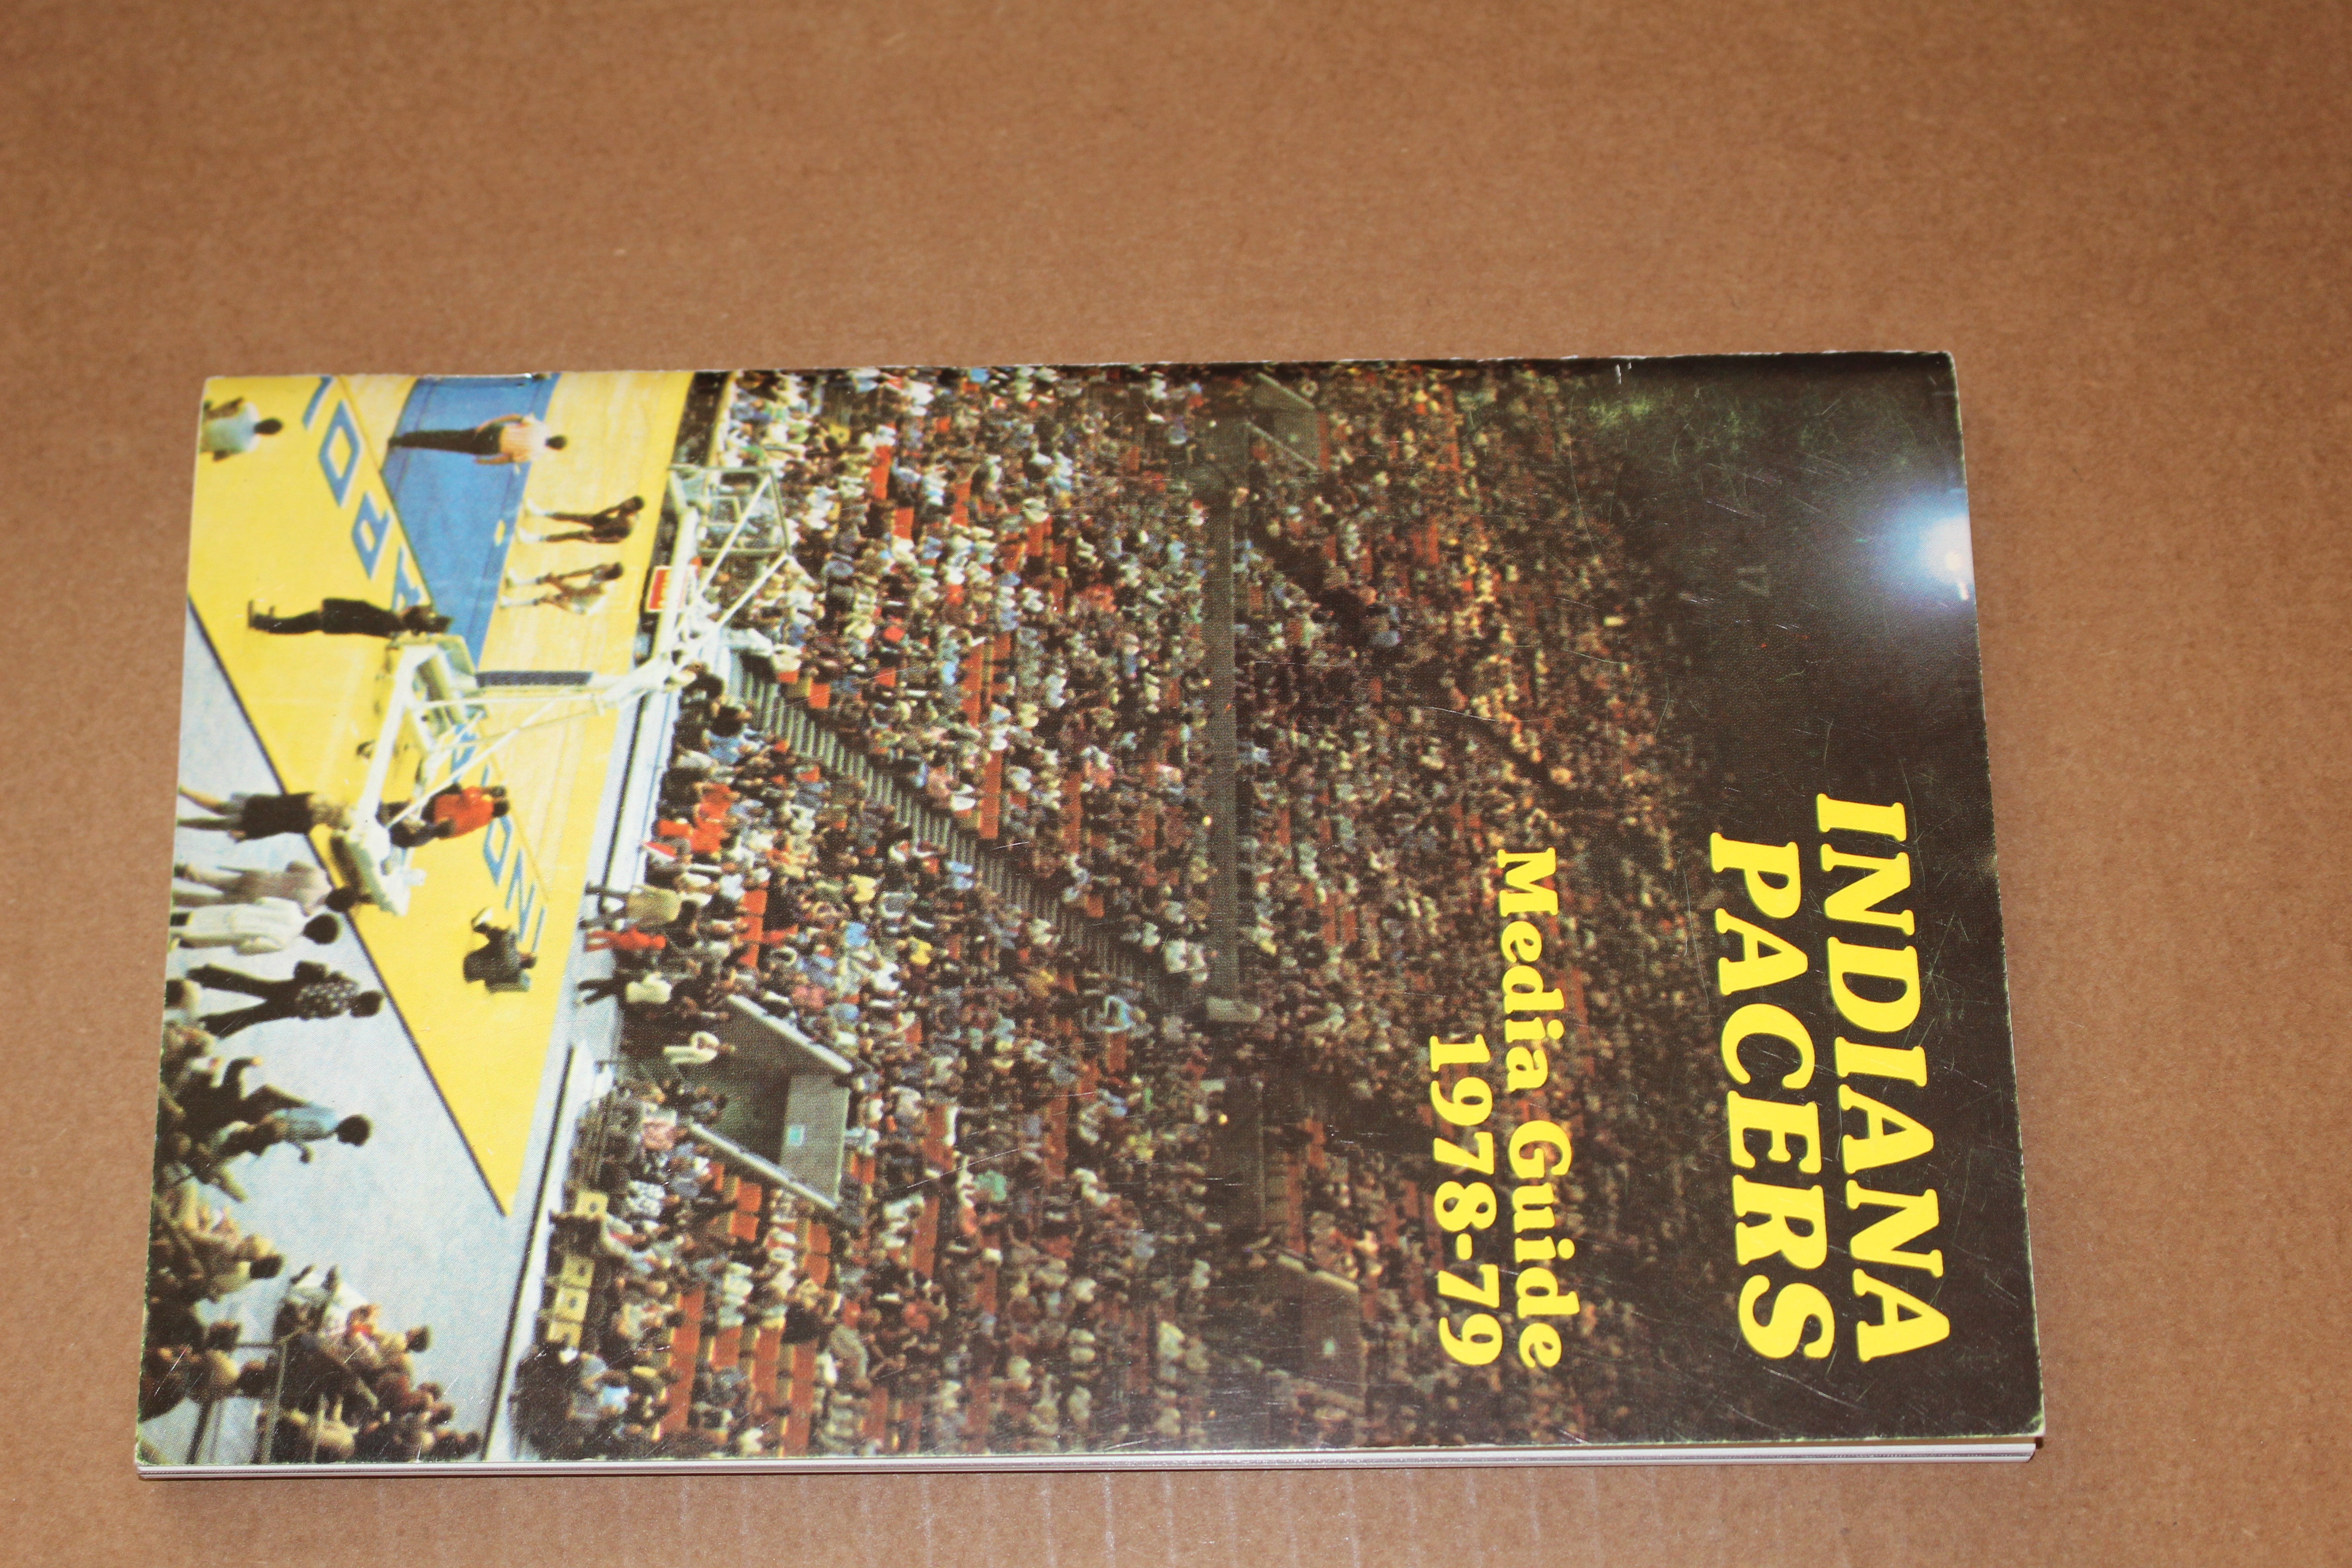 INDIANA
PACERS
Media Guide
1978-79